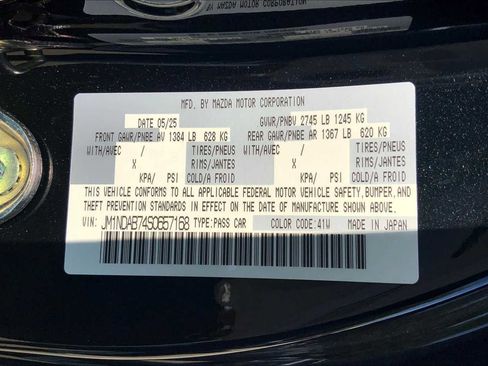 MFD. BY MAZDA MOTOR CORPORATION
DATE 05/25 GVWR/PNBV 2745 LB 1245 KG
FRONT GAWR/PNBE AV 1384 LB 628 KG REAR GAWR/PNBE AR 1367 LB 620 KG
WITH/AVEC / TIRES/PNEUS WITH/AVEC / TIRES/PNEUS
X RIMS/JANTES X RIMS/JANTES
KPA/ PSI COLD/A FROID KPA/ PSI COLD/A FROID
THIS VEHICLE CONFORMS TO ALL APPLICABLE FEDERAL MOTOR VEHICLE SAFETY, BUMPER, AND
THEFT PREVENTION STANDARDS IN EFFECT ON THE DATE OF MANUFACTURE SHOWN ABOVE.
VIN: JM1NDAB74S0657168 TYPE: PASS CAR COLOR CODE: 41W MADE IN JAPAN